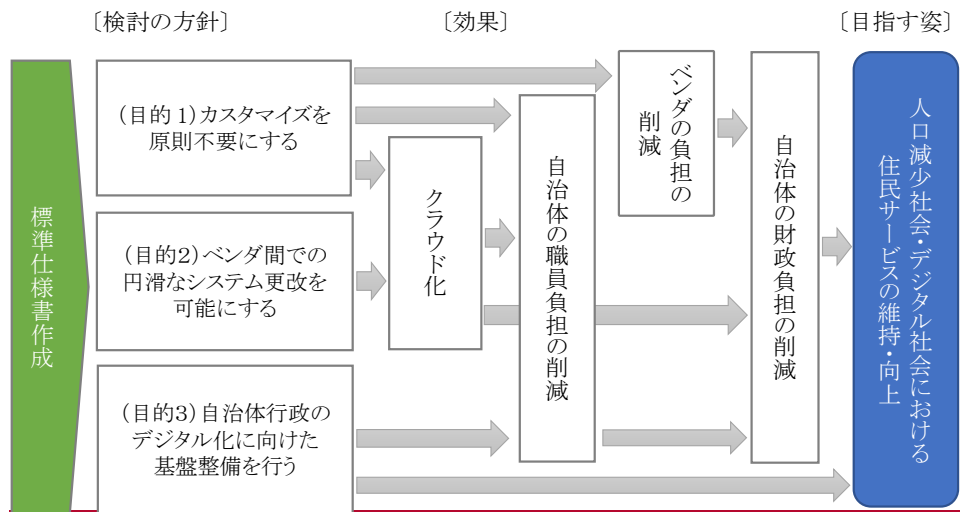 〔検討の方針〕
〔効果〕
〔目指す姿〕
標準仕様書作成
(目的1)カスタマイズを
原則不要にする
(目的2)ベンダ間での
円滑なシステム更改を
可能にする
(目的3)自治体行政の
デジタル化に向けた
基盤整備を行う
クラウド化
自治体の職員負担の削減
ベンダの負担の
削減
自治体の財政負担の削減
人口減少社会・デジタル社会における
住民サービスの維持・向上